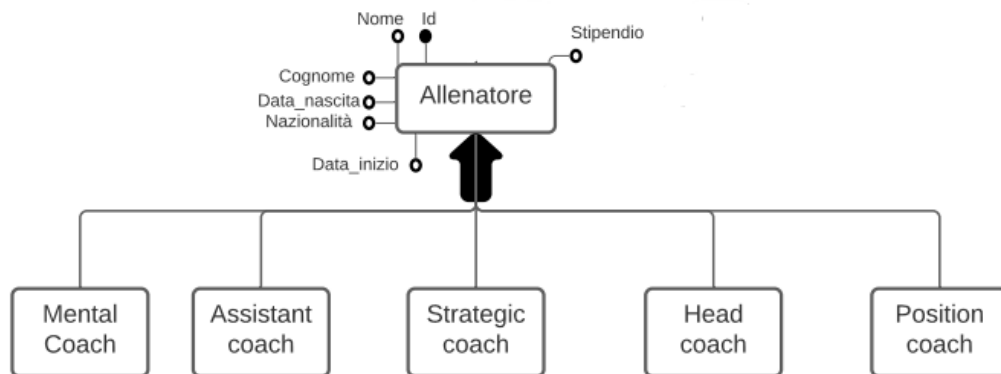 Nome Id
Stipendio
Cognome
Allenatore
Data_nascita
Nazionalità
Data_inizio
Mental
Coach
Assistant
coach
Strategic
coach
Head
coach
Position
coach